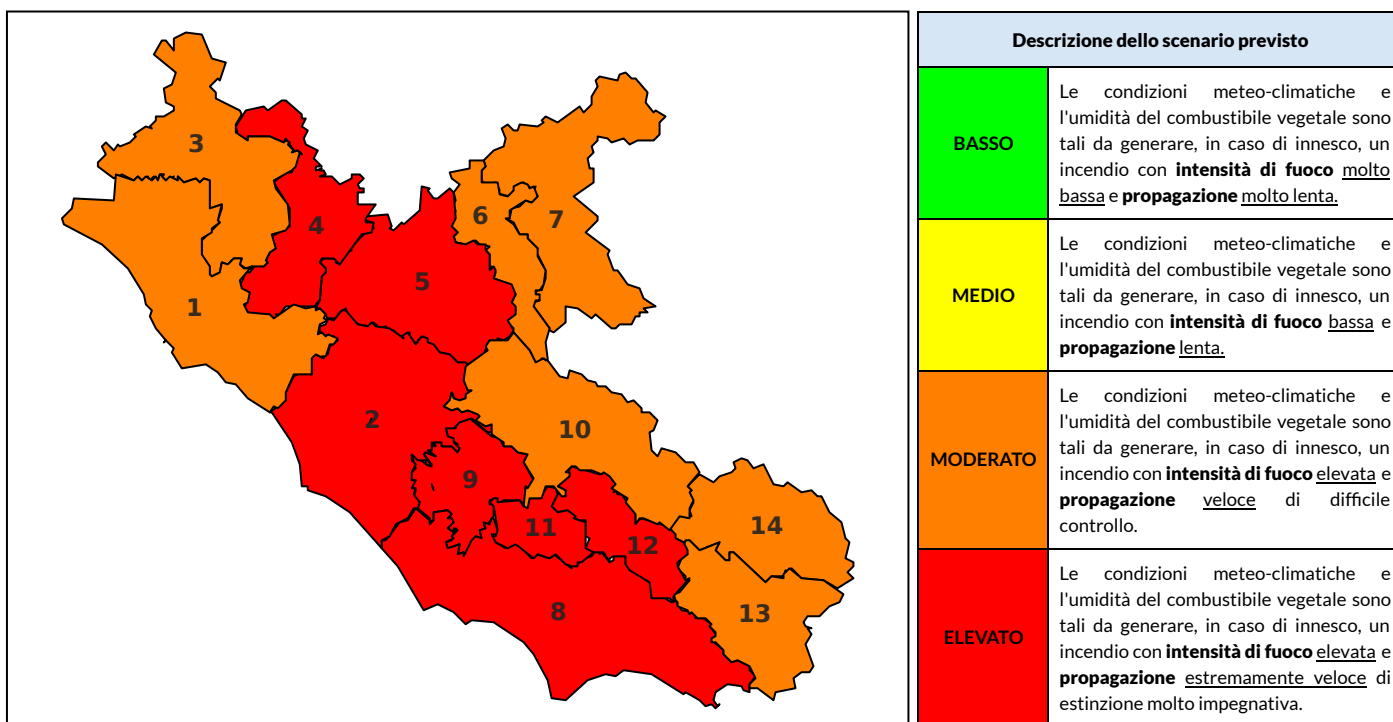 3
4
6
7
5
1
2
10
9
11
12
14
8
13
Descrizione dello scenario previsto
BASSO
Le condizioni meteo-climatiche e
l'umidità del combustibile vegetale sono
tali da generare, in caso di innesco, un
incendio con intensità di fuoco molto
bassa e propagazione molto lenta.
MEDIO
Le condizioni meteo-climatiche e
l'umidità del combustibile vegetale sono
tali da generare, in caso di innesco, un
incendio con intensità di fuoco bassa e
propagazione lenta.
MODERATO
Le condizioni meteo-climatiche e
l'umidità del combustibile vegetale sono
tali da generare, in caso di innesco, un
incendio con intensità di fuoco elevata e
propagazione veloce di difficile
controllo.
ELEVATO
Le condizioni meteo-climatiche e
l'umidità del combustibile vegetale sono
tali da generare, in caso di innesco, un
incendio con intensità di fuoco elevata e
propagazione estremamente veloce di
estinzione molto impegnativa.